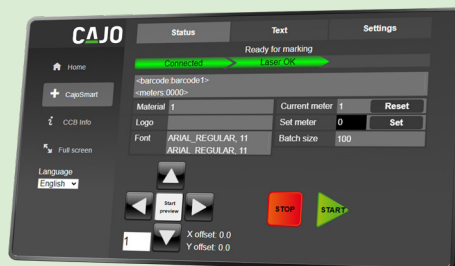 CAJO
Status Text Settings
Ready for marking
Connected Laser OK
Home
CajoSmart
CCB Info
Full screen
Language
English
<barcode:barcode1>
<meters:0000>
Material 1 Current meter 1 Reset
Logo Set meter 0 Set
Font ARIAL_REGULAR, 11 Batch size 100
ARIAL_REGULAR, 11
Start
preview
STOP START
1
X offset: 0.0
Y offset: 0.0